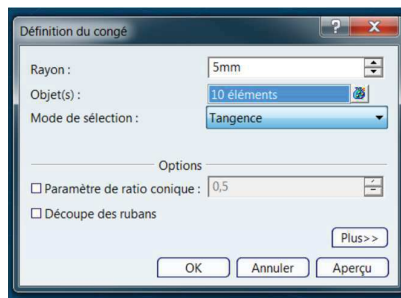 Définition du congé
Rayon : 5mm
Objet(s) : 10 éléments
Mode de sélection : Tangence
Options
Paramètre de ratio conique : 0,5
Découpe des rubans
Plus>>
OK Annuler Aperçu